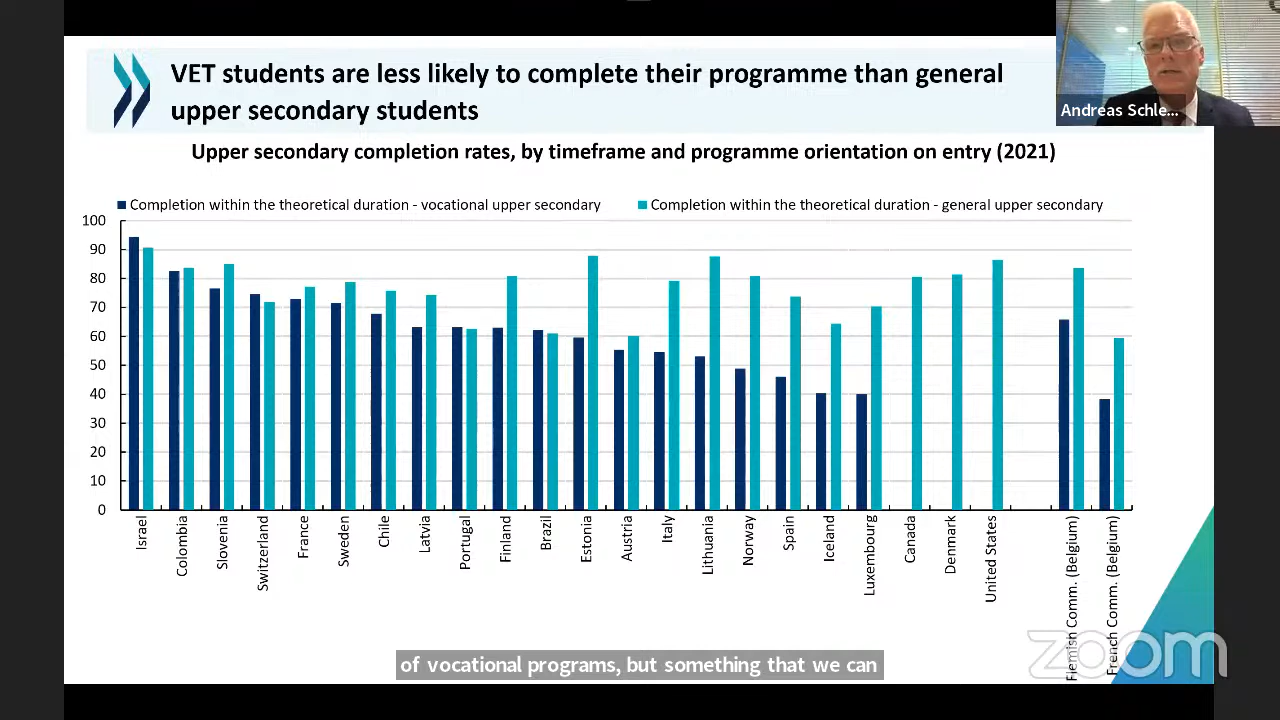 VET students are less likely to complete their programme than general
upper secondary students
Andreas Schle...
Upper secondary completion rates, by timeframe and programme orientation on entry (2021)
Completion within the theoretical duration - vocational upper secondary
Completion within the theoretical duration - general upper secondary
100
90
80
70
60
50
40
30
20
10
0
Israel
Colombia
Slovenia
Switzerland
France
Sweden
Chile
Latvia
Portugal
Finland
Brazil
Estonia
Austria
Italy
Lithuania
Norway
Spain
Iceland
Luxembourg
Canada
Denmark
United States
Flemish Comm. (Belgium)
French Comm. (Belgium)
of vocational programs, but something that we can
zoom